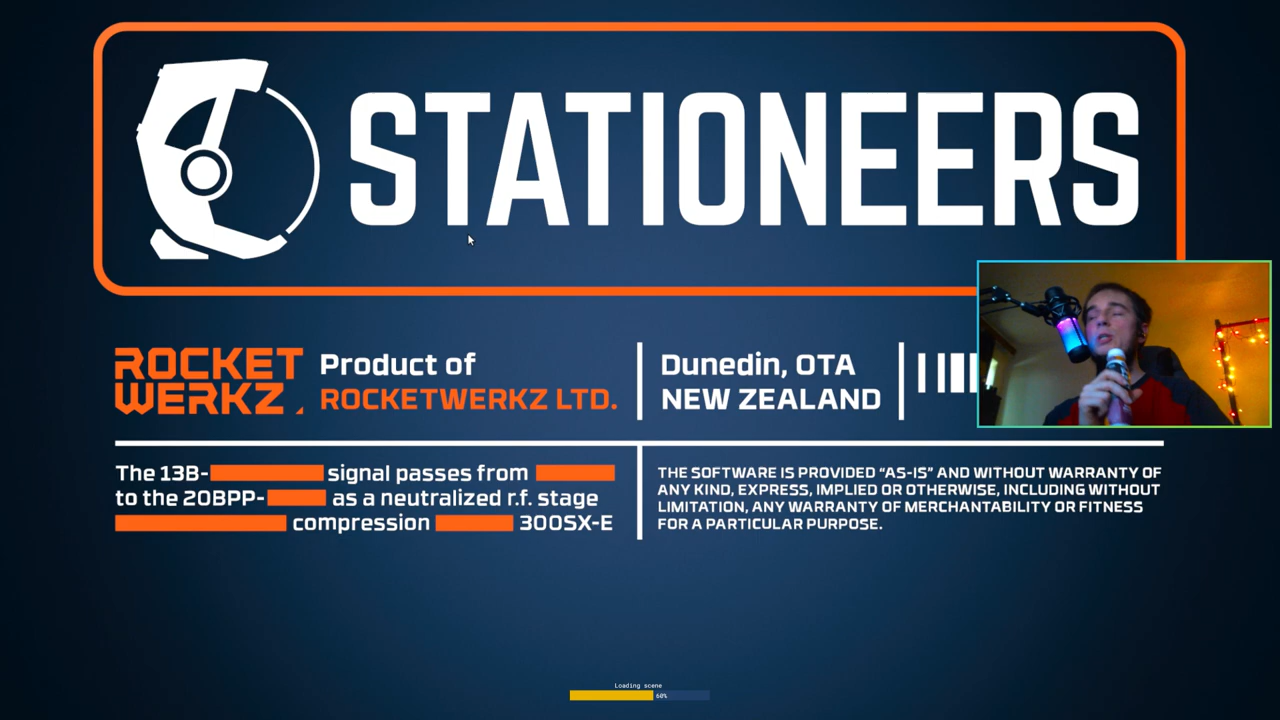 STATIONEERS
ROCKET
WERKZ
Product of
ROCKETWERKZ LTD.
Dunedin, OTA
NEW ZEALAND
The 13B- signal passes from
to the 20BPP- as a neutralized r.f. stage
compression 300SX-E
THE SOFTWARE IS PROVIDED “AS-IS” AND WITHOUT WARRANTY OF
ANY KIND, EXPRESS, IMPLIED OR OTHERWISE, INCLUDING WITHOUT
LIMITATION, ANY WARRANTY OF MERCHANTABILITY OR FITNESS
FOR A PARTICULAR PURPOSE.
Loading scene
60%